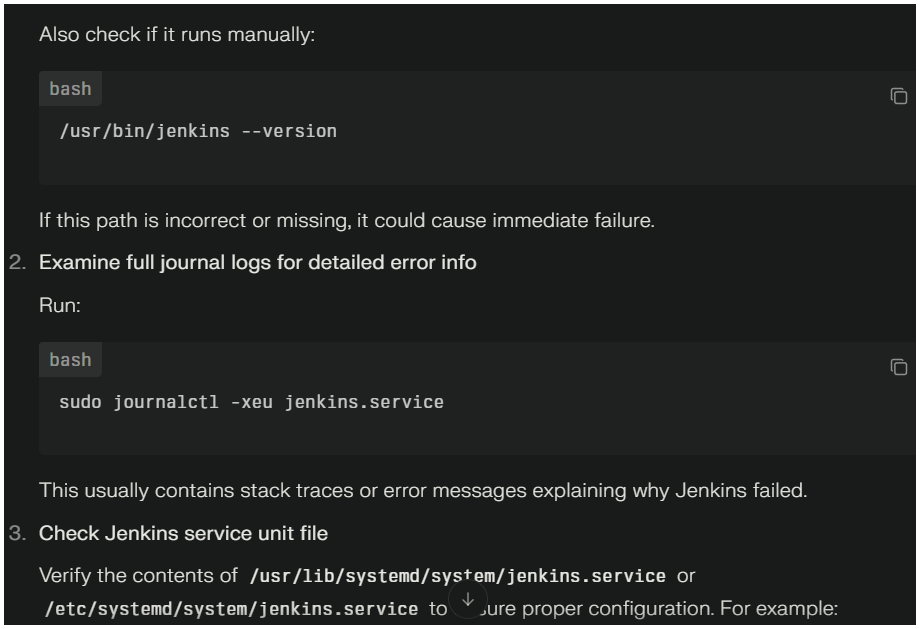 Also check if it runs manually:
bash
/usr/bin/jenkins --version
If this path is incorrect or missing, it could cause immediate failure.
2. Examine full journal logs for detailed error info
Run:
bash
sudo journalctl -xeu jenkins.service
This usually contains stack traces or error messages explaining why Jenkins failed.
3. Check Jenkins service unit file
Verify the contents of /usr/lib/systemd/system/jenkins.service or
/etc/systemd/system/jenkins.service to sure proper configuration. For example: